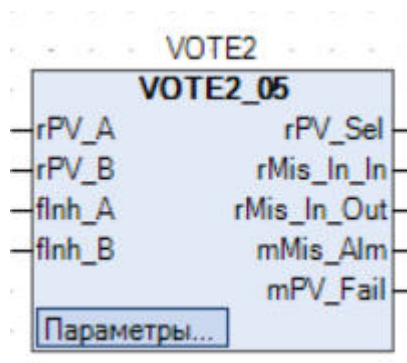 VOTE2
VOTE2_05
rPV_A rPV_Sel
rPV_B rMis_In_In
fInh_A rMis_In_Out
fInh_B mMis_Alm
mPV_Fail
Параметры...